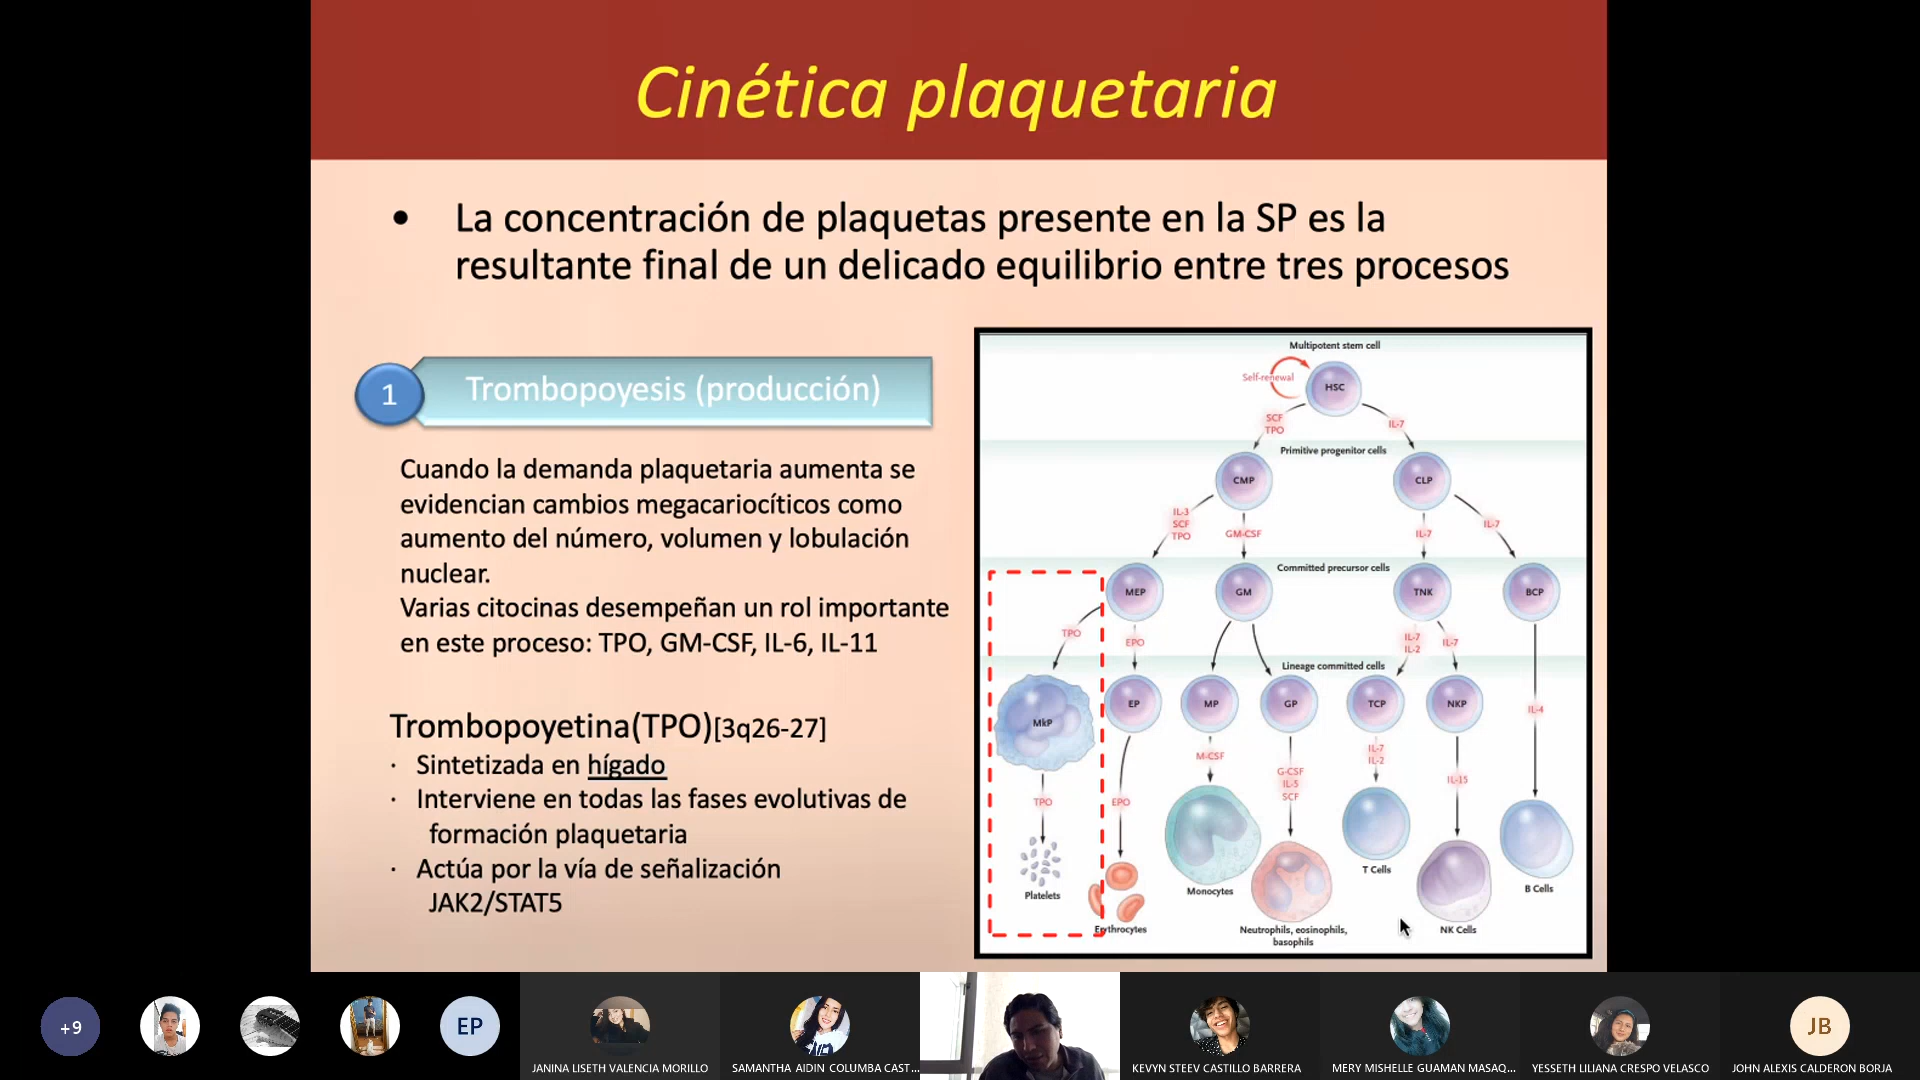 Cinética plaquetaria
• La concentración de plaquetas presente en la SP es la
resultante final de un delicado equilibrio entre tres procesos
1
Trombopoyesis (producción)
Cuando la demanda plaquetaria aumenta se
evidencian cambios megacariocíticos como
aumento del número, volumen y lobulación
nuclear.
Varias citocinas desempeñan un rol importante
en este proceso: TPO, GM-CSF, IL-6, IL-11
Trombopoyetina(TPO)[3q26-27]
· Sintetizada en hígado
· Interviene en todas las fases evolutivas de
formación plaquetaria
· Actúa por la vía de señalización
JAK2/STAT5
Multipotent stem cell
Self-renewal
HSC
SCF
TPO
IL-7
Primitive progenitor cells
CMP
CLP
IL-3
SCF
TPO
GM-CSF
IL-7
IL-7
Committed precursor cells
MEP
GM
TNK
BCP
TPO
EPO
IL-7
IL-2
IL-7
Lineage committed cells
MkP
EP
MP
GP
TCP
NKP
IL-4
TPO
EPO
M-CSF
G-CSF
IL-5
SCF
IL-7
IL-2
IL-15
Platelets
Erythrocytes
Monocytes
Neutrophils, eosinophils,
basophils
T Cells
NK Cells
B Cells
+9
EP
JANINA LISETH VALENCIA MORILLO
SAMANTHA AIDIN COLUMBA CAST...
KEVYN STEEV CASTILLO BARRERA
MERY MISHELLE GUAMAN MASAQ...
YESSETH LILIANA CRESPO VELASCO
JB
JOHN ALEXIS CALDERON BORJA